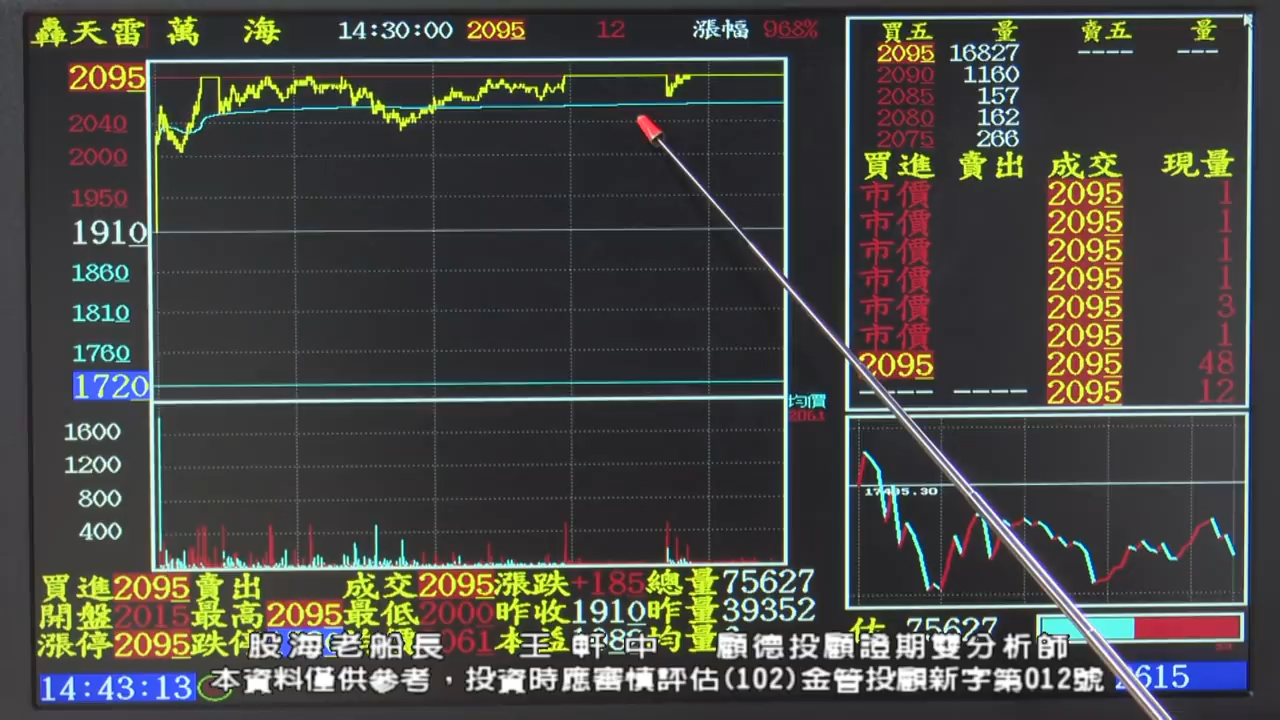 轟天雷 萬 海 14:30:00 2095 12 漲幅 968%
2095
2040
2000
1950
1910
1860
1810
1760
1720
均價
2061
1600
1200
800
400
買五 量 賣五 量
2095 16827 ---- ---
2090 1160
2085 157
2080 162
2075 266
買進 賣出 成交 現量
市價 2095 1
市價 2095 1
市價 2095 1
市價 2095 1
市價 2095 3
市價 2095 1
2095 2095 48
---- ---- 2095 12
買進2095 賣出 成交2095 漲跌+185 總量75627
開盤2015 最高2095 最低2000 昨收1910 昨量39352
漲停2095 2061
估 75627
股海老船長 王軒中 顧德投顧證期雙分析師
14:43:13
本資料僅供參考，投資時應審慎評估(102)金管投顧新字第012號
2615